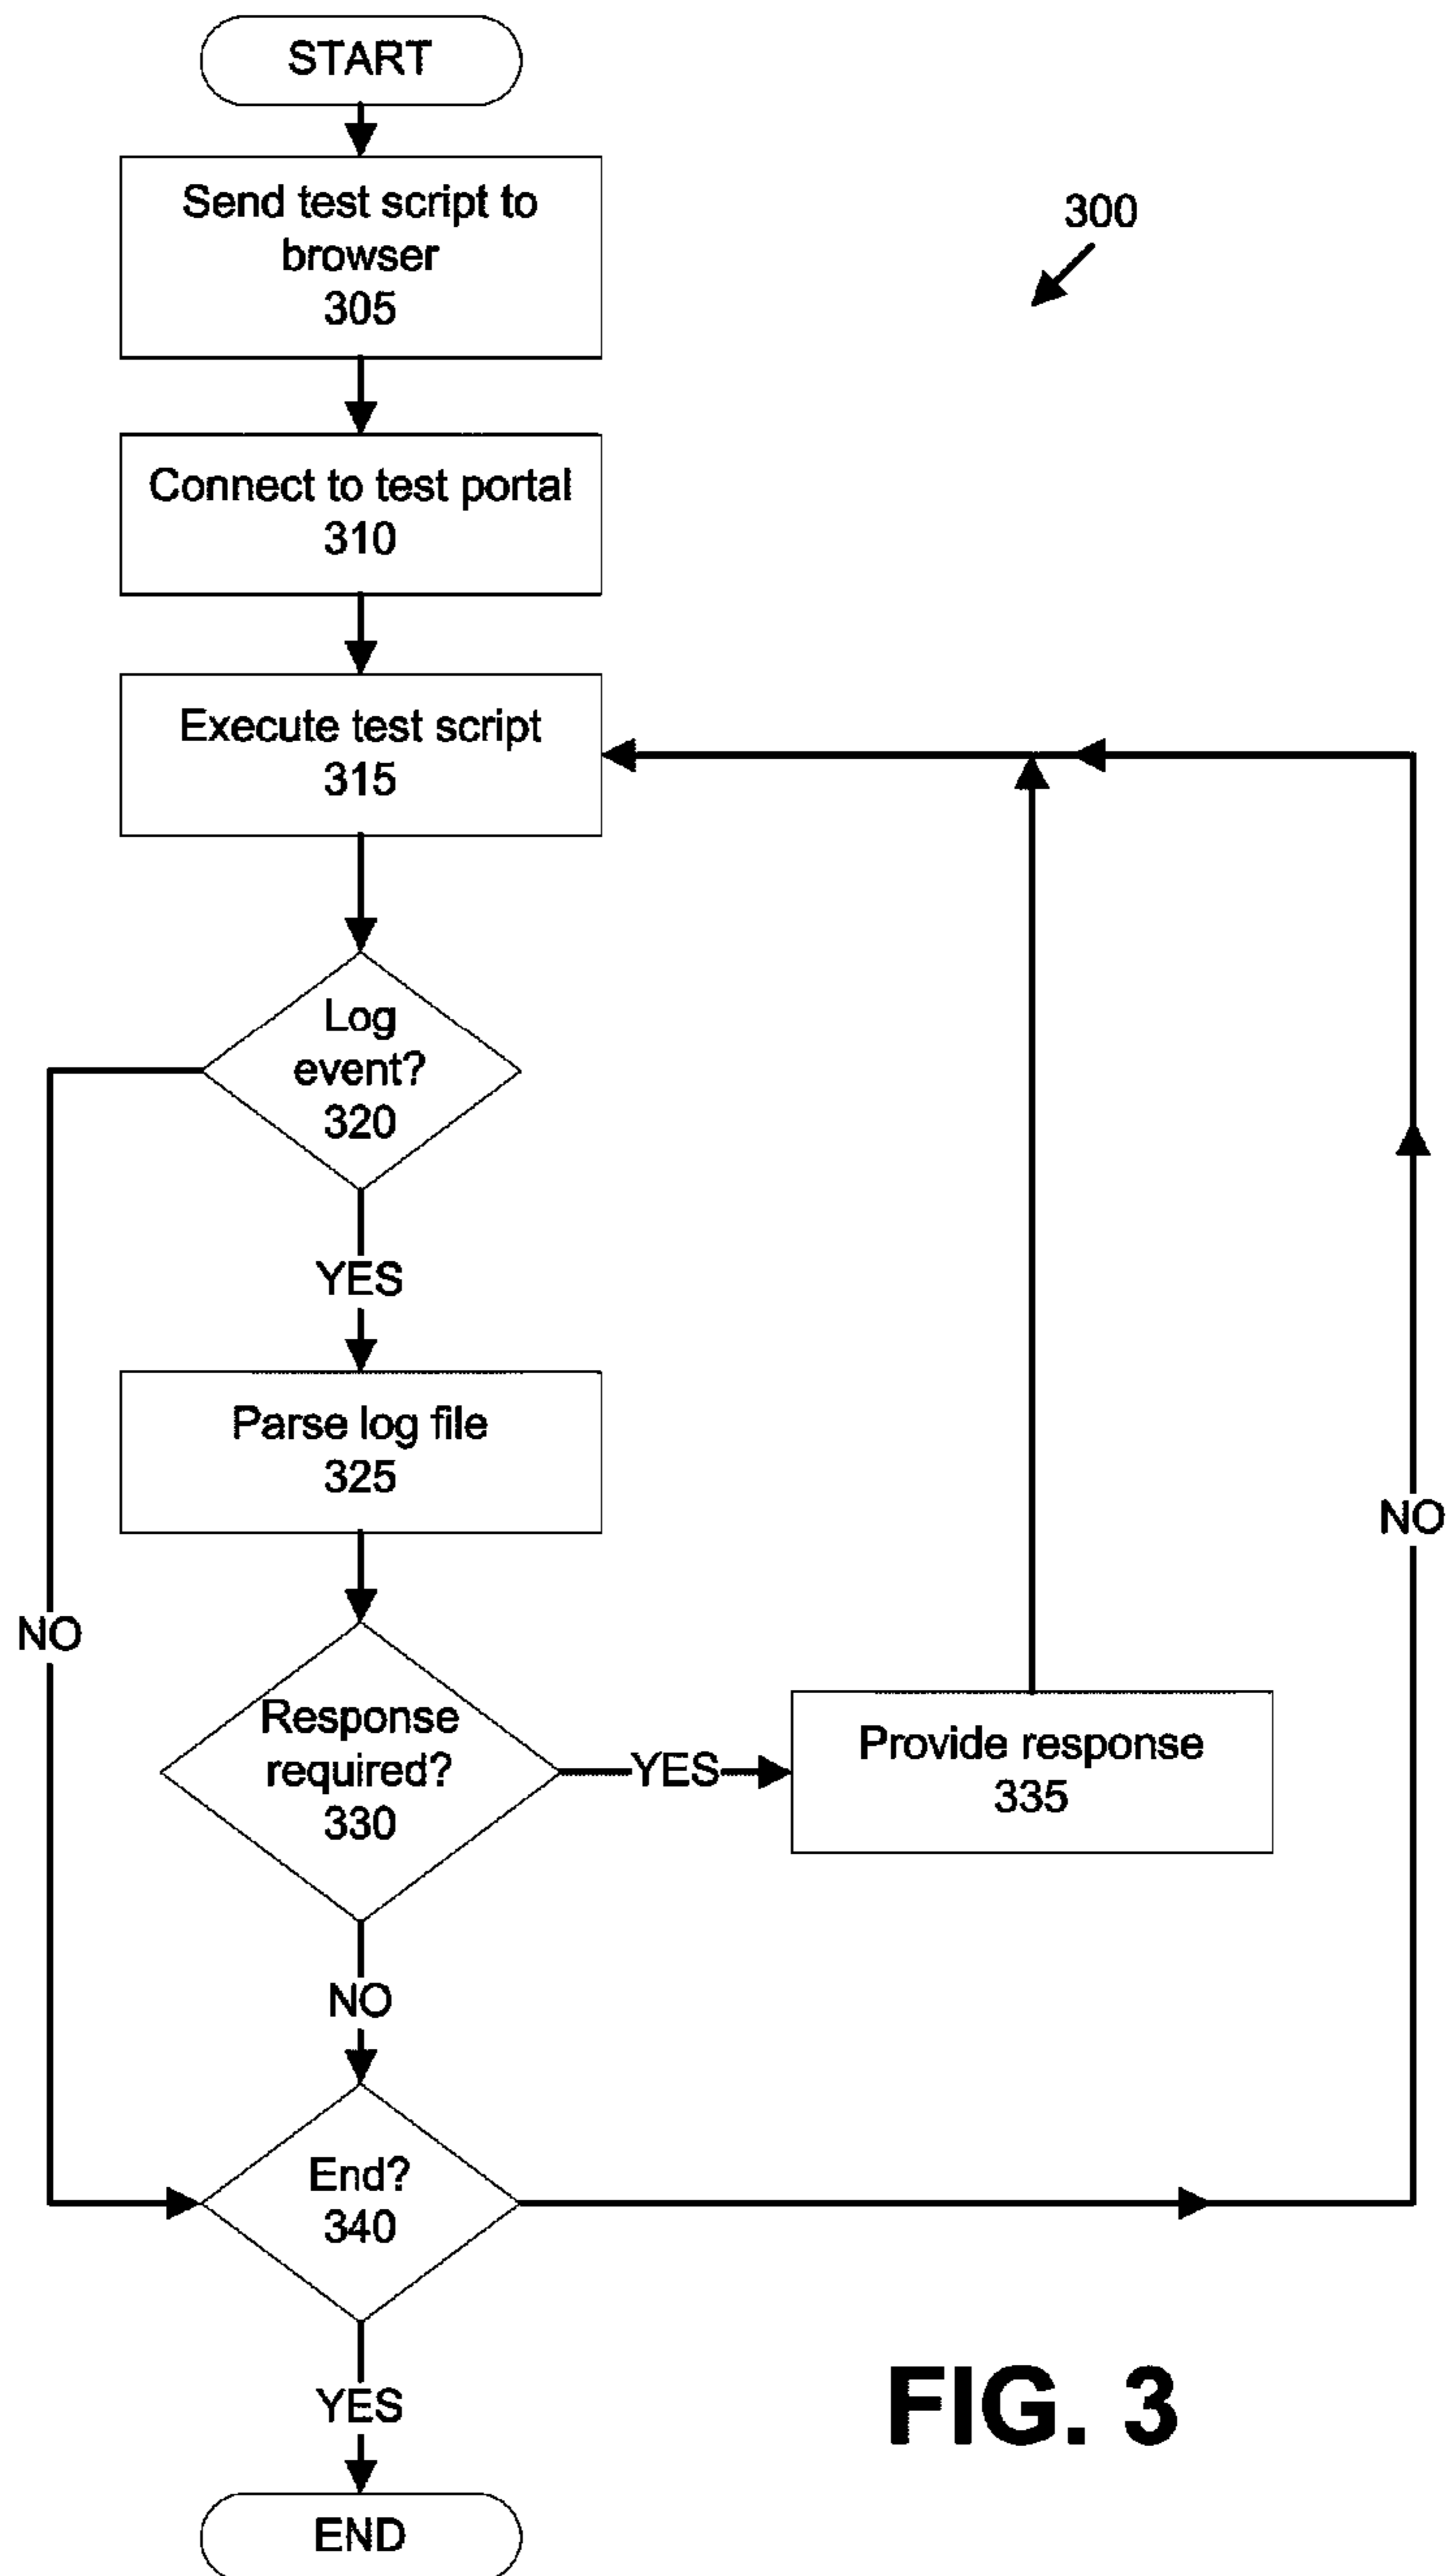 START
Send test script to
browser
305
300
Connect to test portal
310
Execute test script
315
Log
event?
320
YES
Parse log file
325
NO
NO
Response
required?
330
YES
Provide response
335
NO
End?
340
YES
FIG. 3
END